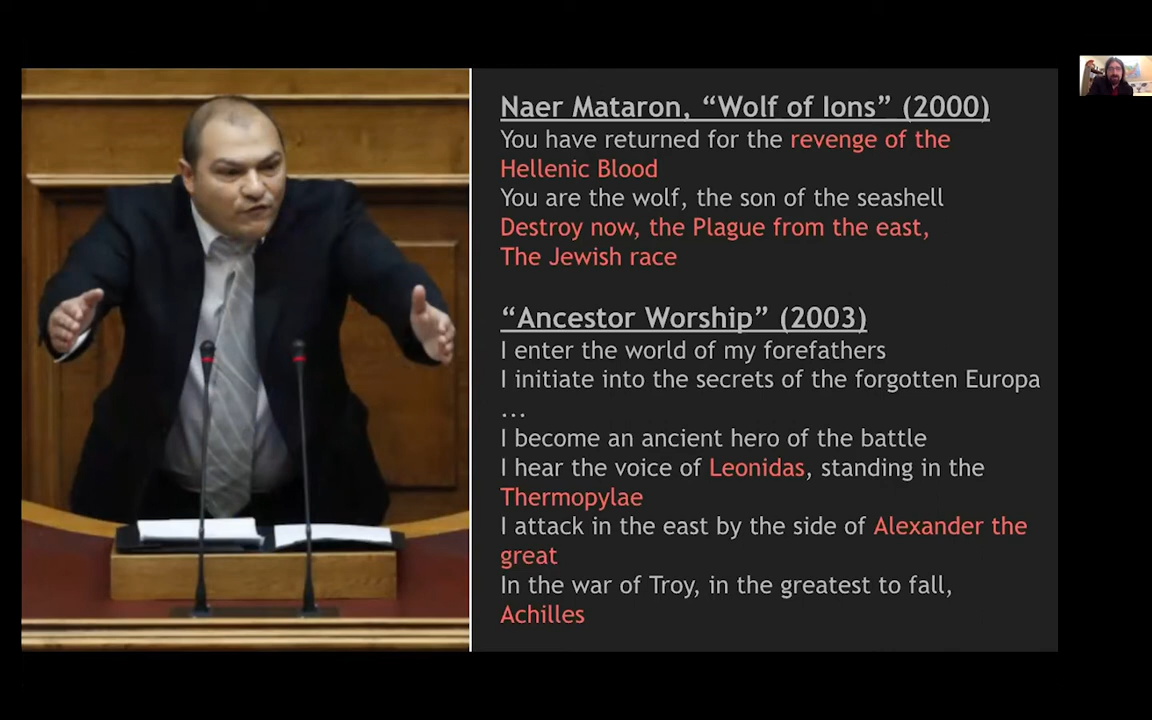 Naer Mataron, “Wolf of Ions” (2000)
You have returned for the revenge of the
Hellenic Blood
You are the wolf, the son of the seashell
Destroy now, the Plague from the east,
The Jewish race
“Ancestor Worship” (2003)
I enter the world of my forefathers
I initiate into the secrets of the forgotten Europa
...
I become an ancient hero of the battle
I hear the voice of Leonidas, standing in the
Thermopylae
I attack in the east by the side of Alexander the
great
In the war of Troy, in the greatest to fall,
Achilles